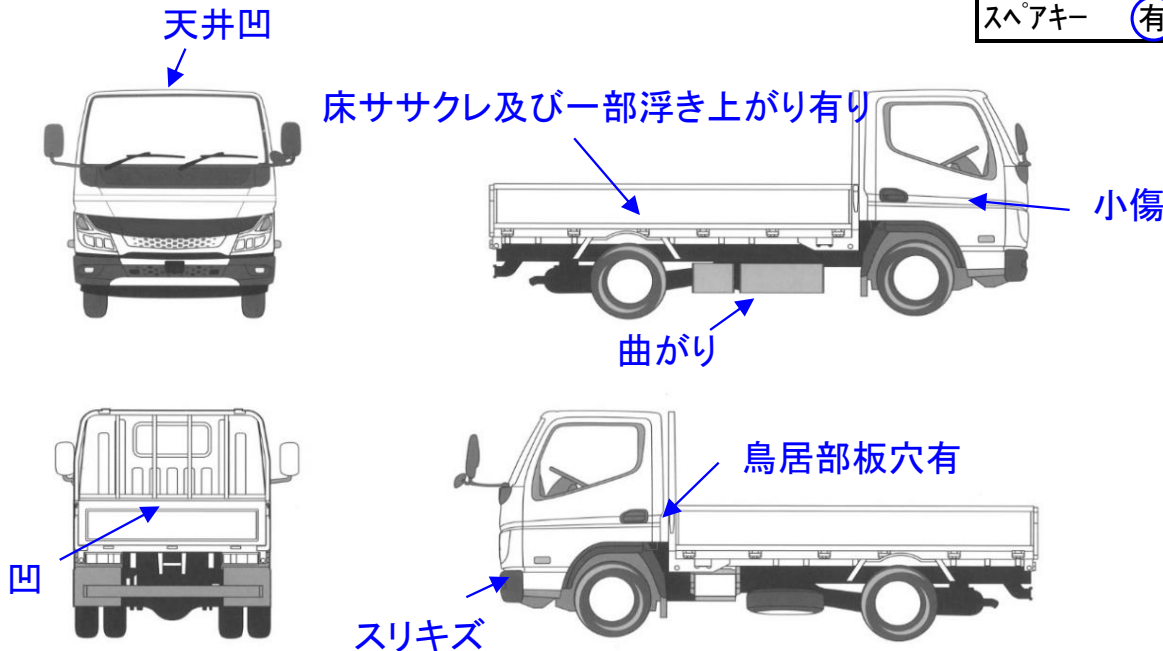 スペアキー 有
天井凹
床ササクレ及び一部浮き上がり有り
小傷
曲がり
鳥居部板穴有
凹
スリキズ